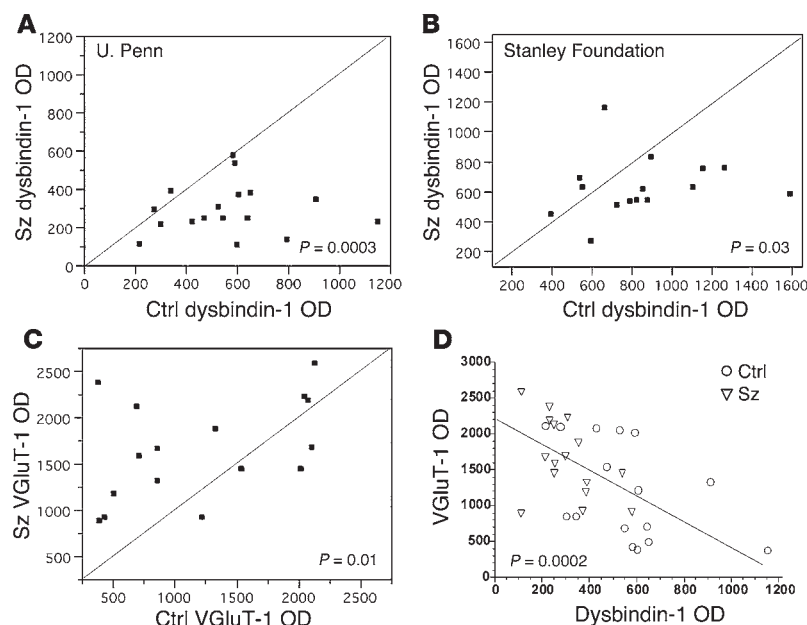 A
U. Penn
Sz dysbindin-1 OD
1200
1000
800
600
400
200
0
P = 0.0003
0 200 400 600 800 1000 1200
Ctrl dysbindin-1 OD
B
Stanley Foundation
Sz dysbindin-1 OD
1600
1400
1200
1000
800
600
400
200
P = 0.03
200 400 600 800 1000 1200 1400 1600
Ctrl dysbindin-1 OD
C
Sz VGluT-1 OD
2500
2000
1500
1000
500
P = 0.01
500 1000 1500 2000 2500
Ctrl VGluT-1 OD
D
Ctrl
Sz
VGluT-1 OD
3000
2500
2000
1500
1000
500
0
P = 0.0002
0 200 400 600 800 1000 1200
Dysbindin-1 OD